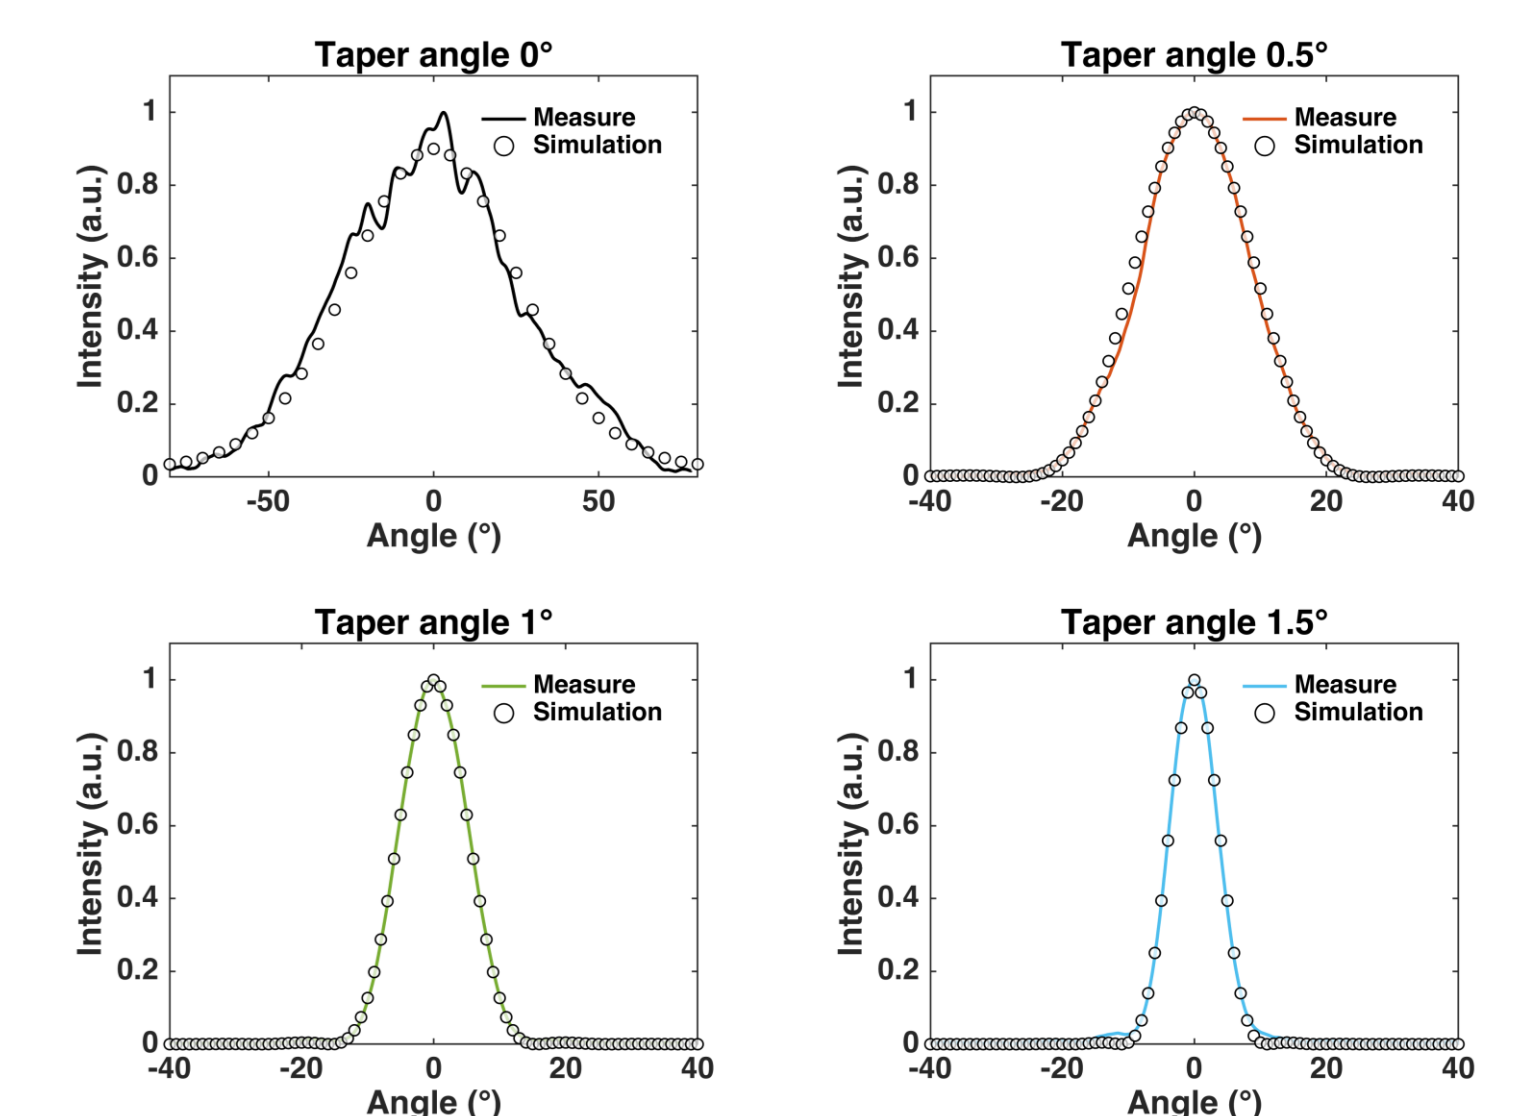 Taper angle 0°
Measure
Simulation
Intensity (a.u.)
1
0.8
0.6
0.4
0.2
0
-50
0
50
Angle (°)
Taper angle 0.5°
Measure
Simulation
Intensity (a.u.)
1
0.8
0.6
0.4
0.2
0
-40
-20
0
20
40
Angle (°)
Taper angle 1°
Measure
Simulation
Intensity (a.u.)
1
0.8
0.6
0.4
0.2
0
-40
-20
0
20
40
Angle (°)
Taper angle 1.5°
Measure
Simulation
Intensity (a.u.)
1
0.8
0.6
0.4
0.2
0
-40
-20
0
20
40
Angle (°)